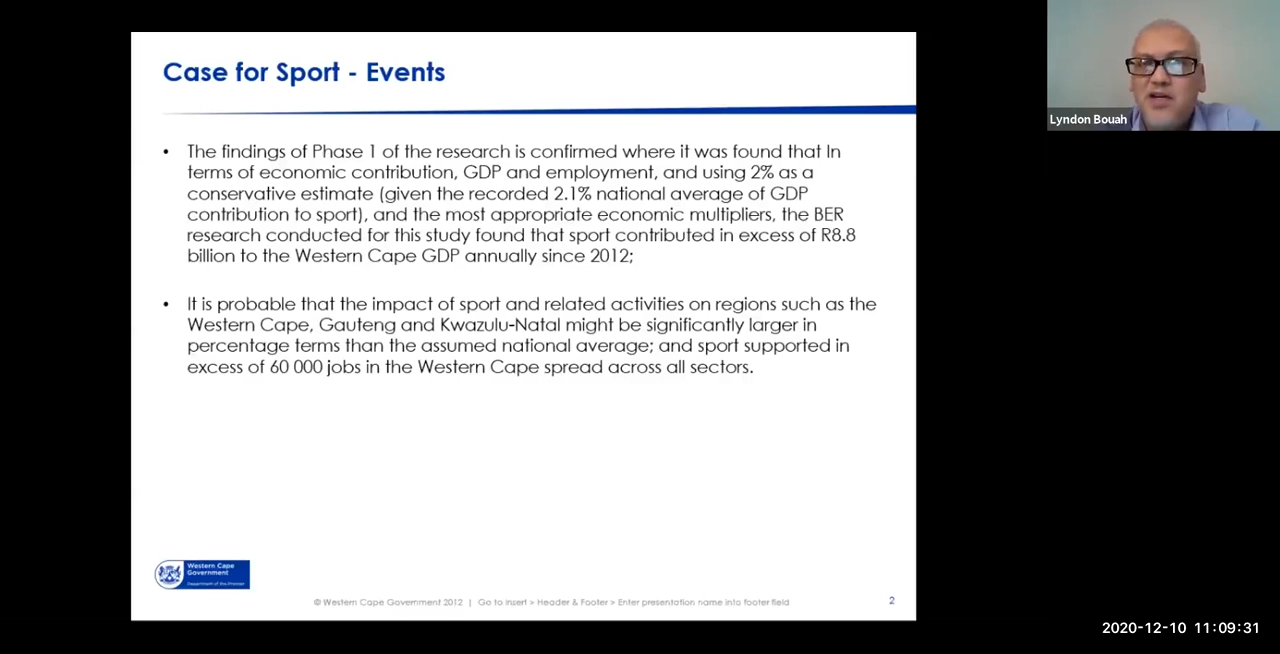 Case for Sport - Events
• The findings of Phase 1 of the research is confirmed where it was found that In
terms of economic contribution, GDP and employment, and using 2% as a
conservative estimate (given the recorded 2.1% national average of GDP
contribution to sport), and the most appropriate economic multipliers, the BER
research conducted for this study found that sport contributed in excess of R8.8
billion to the Western Cape GDP annually since 2012;
• It is probable that the impact of sport and related activities on regions such as the
Western Cape, Gauteng and Kwazulu-Natal might be significantly larger in
percentage terms than the assumed national average; and sport supported in
excess of 60 000 jobs in the Western Cape spread across all sectors.
Western Cape
Government
Department of the Premier
© Western Cape Government 2012 | Go to Insert > Header & Footer > Enter presentation name into footer field
2
Lyndon Bouah
2020-12-10 11:09:31